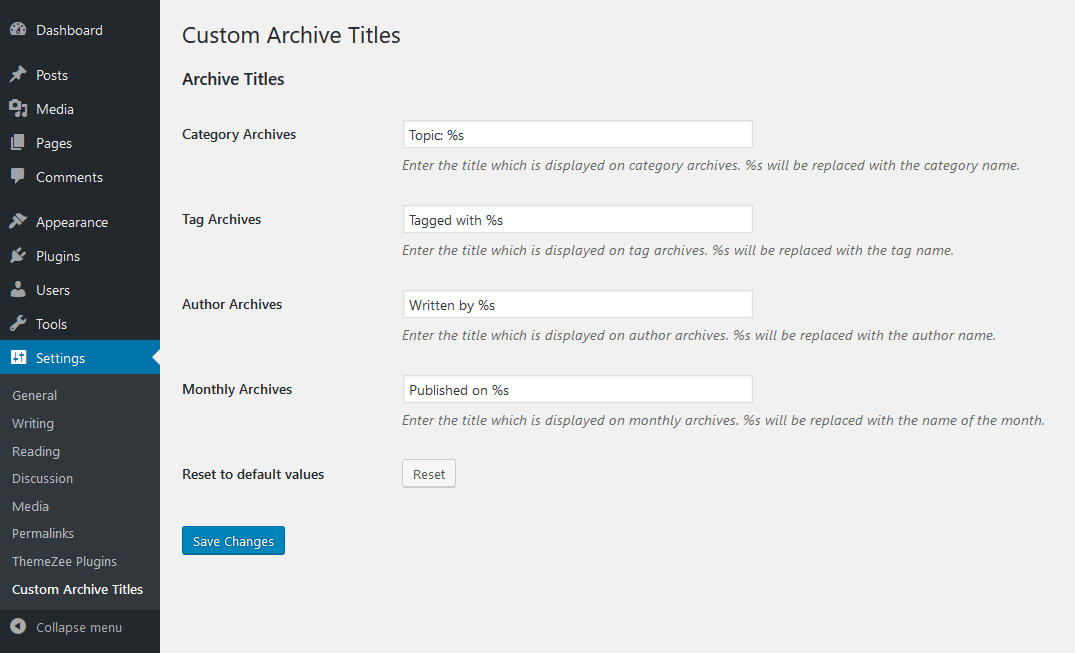 Dashboard
Posts
Media
Pages
Comments
Appearance
Plugins
Users
Tools
Settings
General
Writing
Reading
Discussion
Media
Permalinks
ThemeZee Plugins
Custom Archive Titles
Collapse menu
Custom Archive Titles
Archive Titles
Category Archives
Topic: %s
Enter the title which is displayed on category archives. %s will be replaced with the category name.
Tag Archives
Tagged with %s
Enter the title which is displayed on tag archives. %s will be replaced with the tag name.
Author Archives
Written by %s
Enter the title which is displayed on author archives. %s will be replaced with the author name.
Monthly Archives
Published on %s
Enter the title which is displayed on monthly archives. %s will be replaced with the name of the month.
Reset to default values
Reset
Save Changes